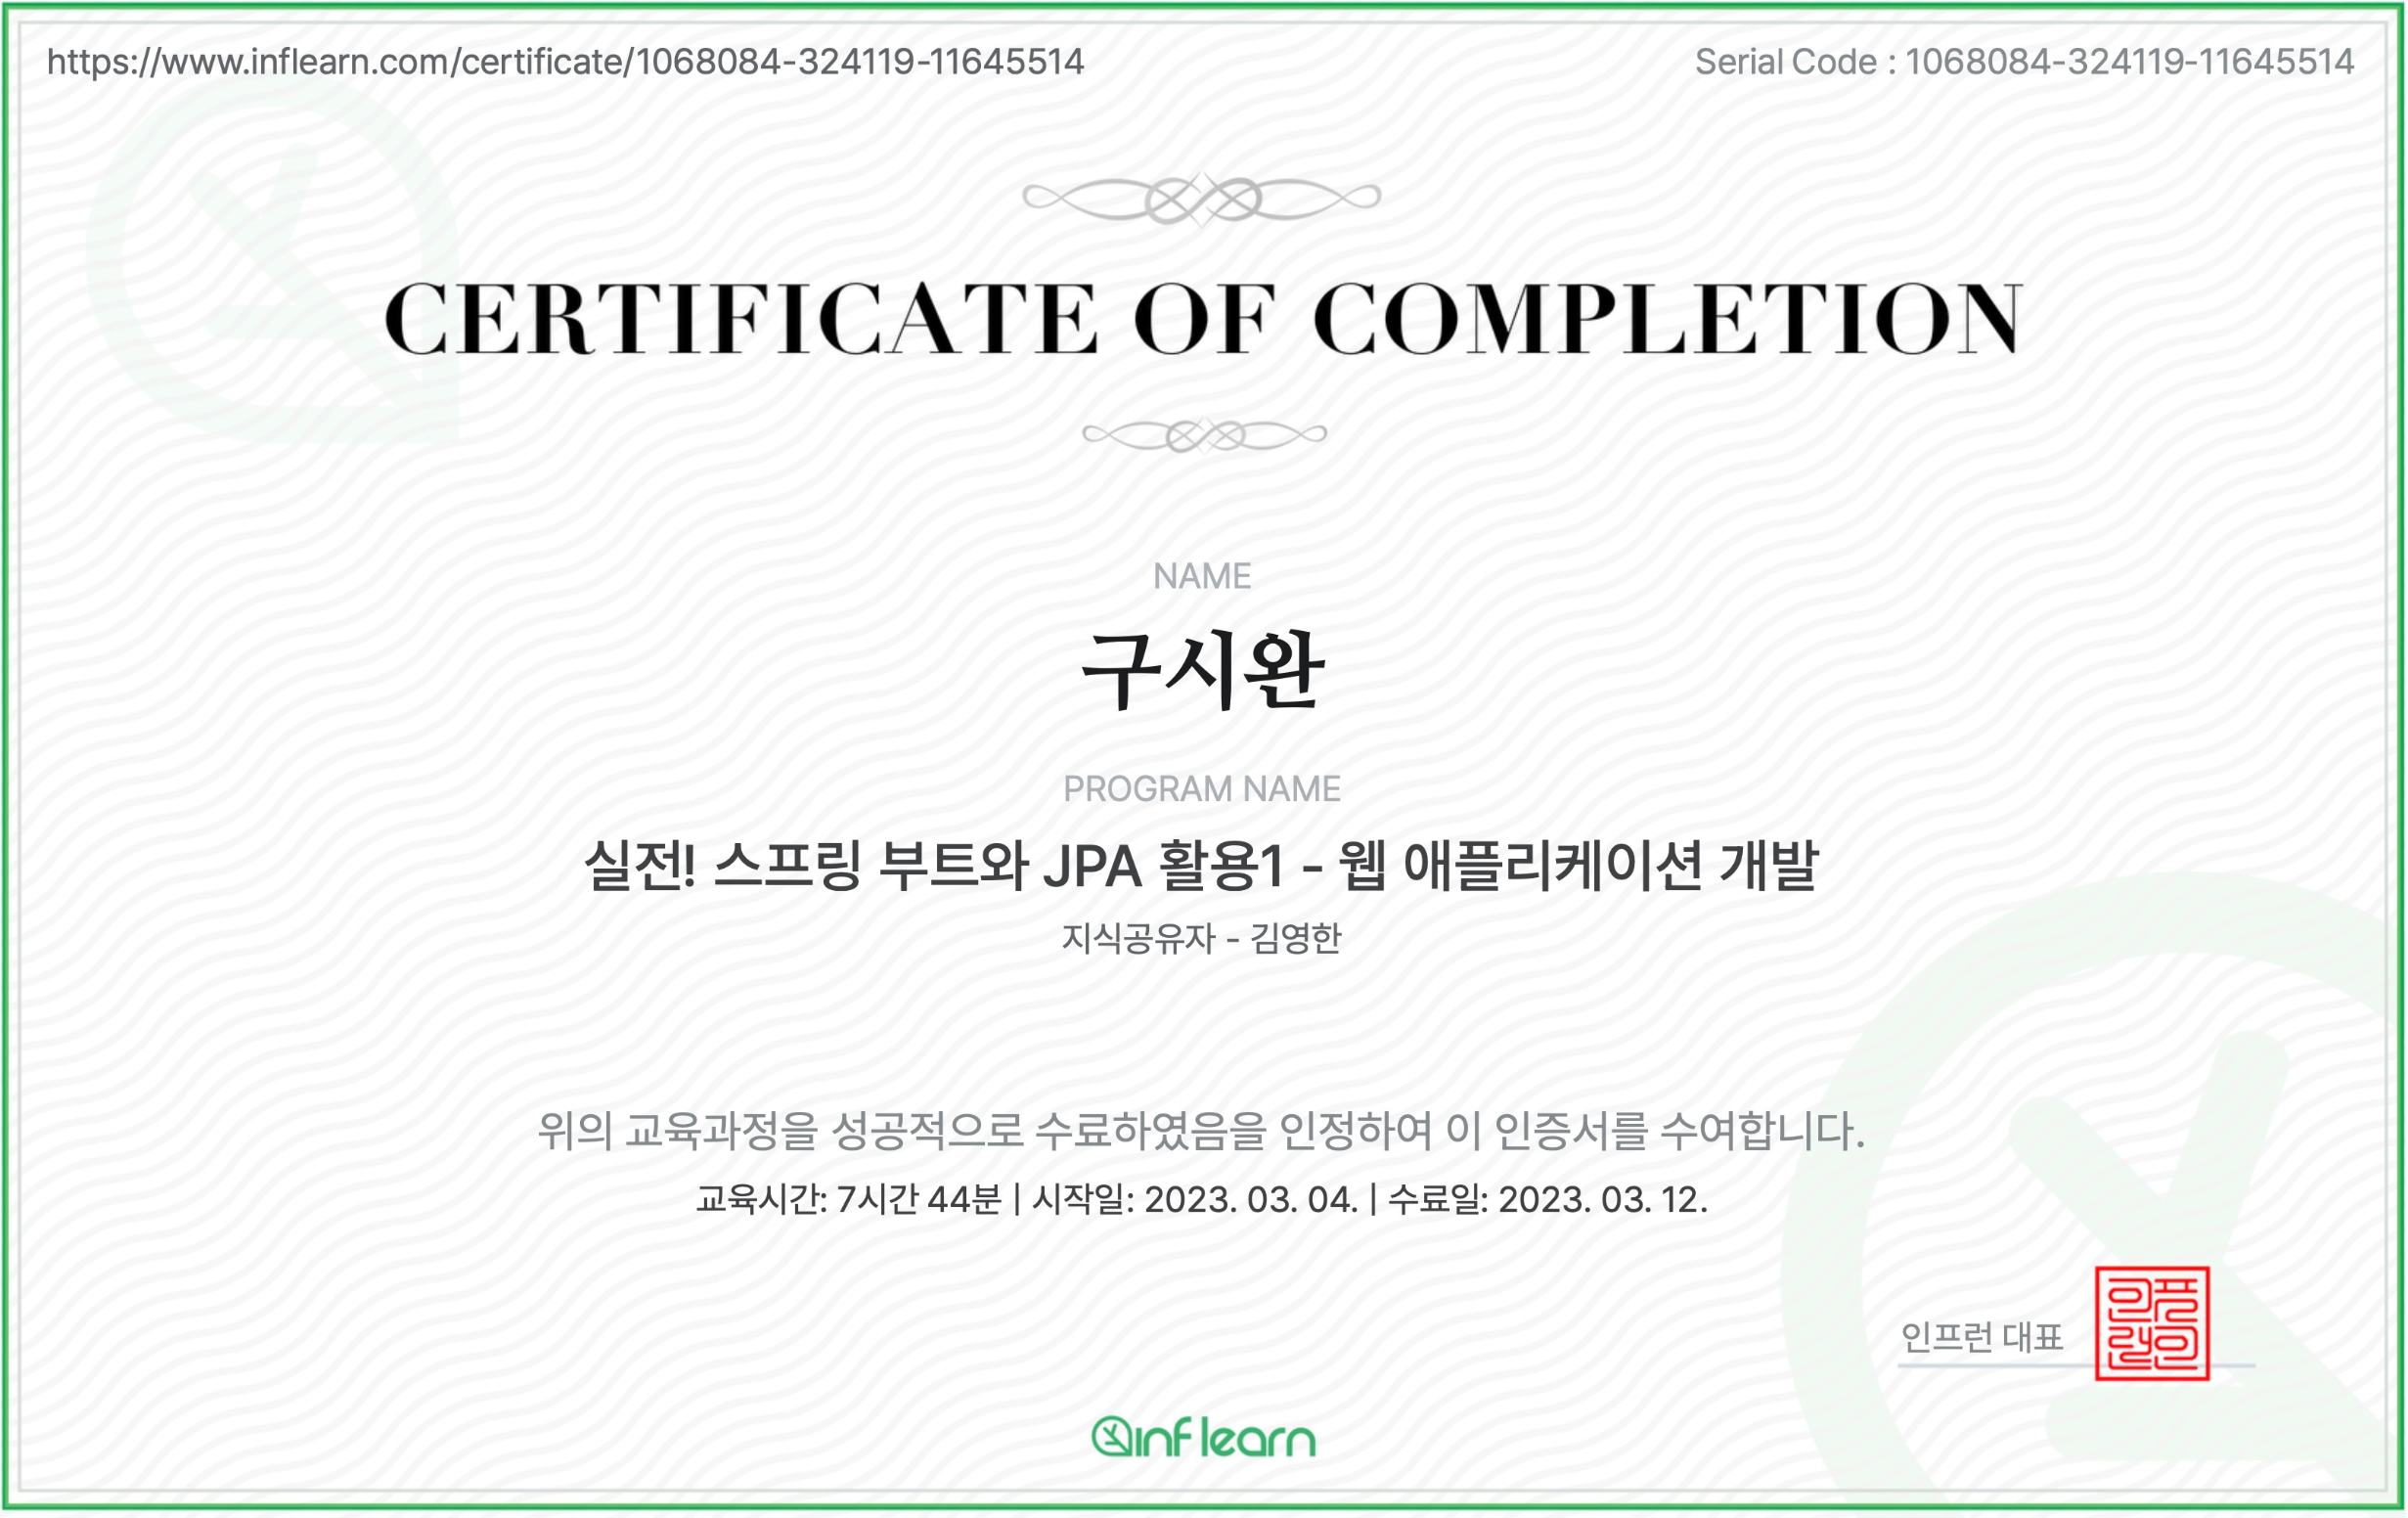 https://www.inflearn.com/certificate/1068084-324119-11645514
Serial Code : 1068084-324119-11645514
CERTIFICATE OF COMPLETION
NAME
구시완
PROGRAM NAME
실전! 스프링 부트와 JPA 활용1 - 웹 애플리케이션 개발
지식공유자 - 김영한
위의 교육과정을 성공적으로 수료하였음을 인정하여 이 인증서를 수여합니다.
교육시간: 7시간 44분 | 시작일: 2023. 03. 04. | 수료일: 2023. 03. 12.
인프런 대표
inflearn